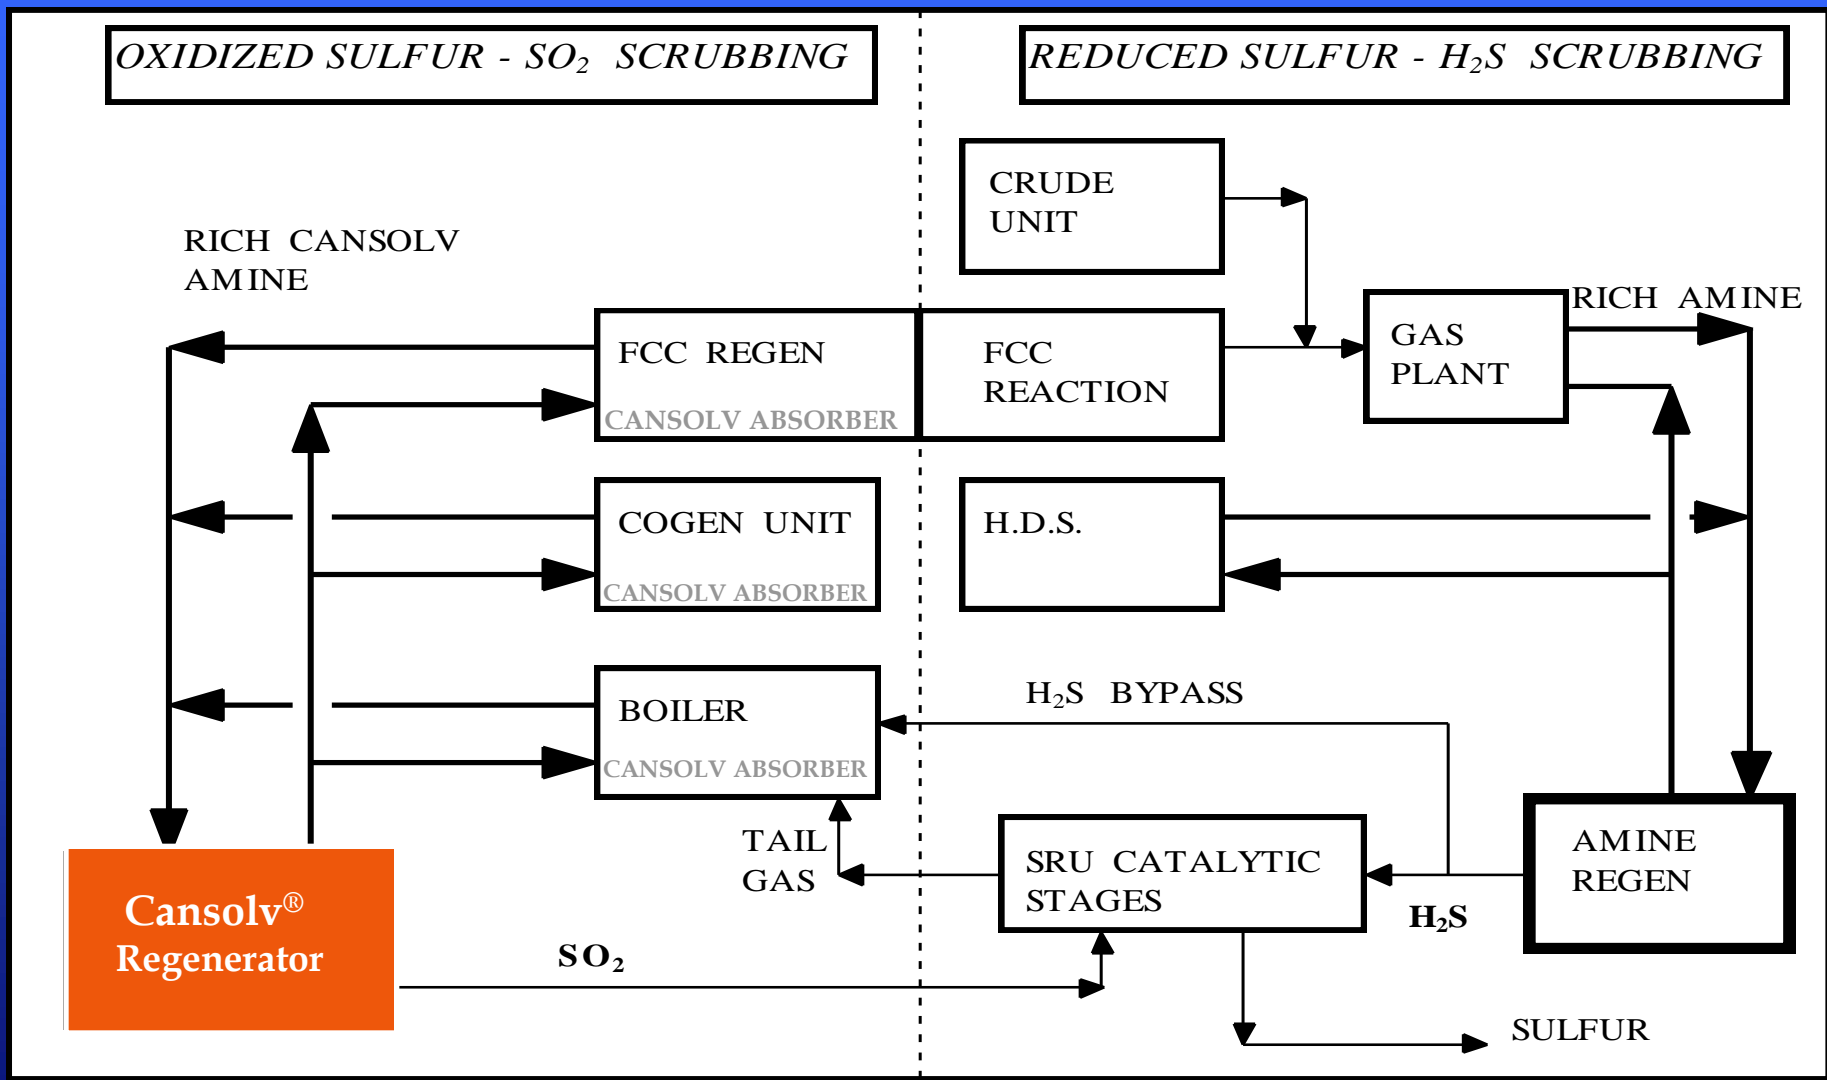 OXIDIZED SULFUR - SO₂ SCRUBBING
REDUCED SULFUR - H₂S SCRUBBING
CRUDE
UNIT
RICH CANSOLV
AMINE
RICH AMINE
FCC REGEN
CANSOLV ABSORBER
FCC
REACTION
GAS
PLANT
COGEN UNIT
CANSOLV ABSORBER
H.D.S.
BOILER
CANSOLV ABSORBER
H₂S BYPASS
TAIL
GAS
SRU CATALYTIC
STAGES
H₂S
AMINE
REGEN
Cansolv®
Regenerator
SO₂
SULFUR